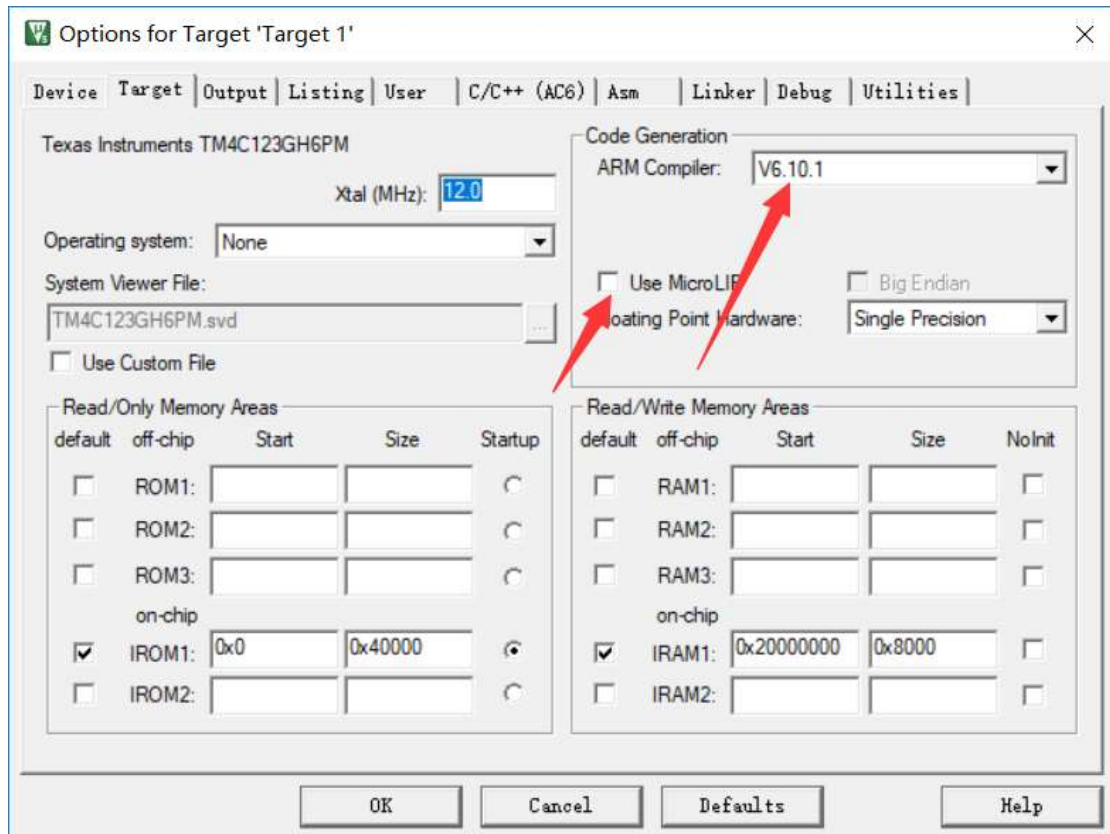 Options for Target 'Target 1'
Device Target Output Listing User C/C++ (AC6) Asm Linker Debug Utilities
Texas Instruments TM4C123GH6PM
Xtal (MHz): 12.0
Operating system: None
System Viewer File:
TM4C123GH6PM.svd ...
Use Custom File
Code Generation
ARM Compiler: V6.10.1
Use MicroLI Big Endian
oating Point Hardware: Single Precision
Read/Only Memory Areas
default off-chip Start Size Startup
ROM1:
ROM2:
ROM3:
on-chip
IROM1: 0x0 0x40000
IROM2:
Read/Write Memory Areas
default off-chip Start Size NoInit
RAM1:
RAM2:
RAM3:
on-chip
IRAM1: 0x20000000 0x8000
IRAM2:
OK Cancel Defaults Help